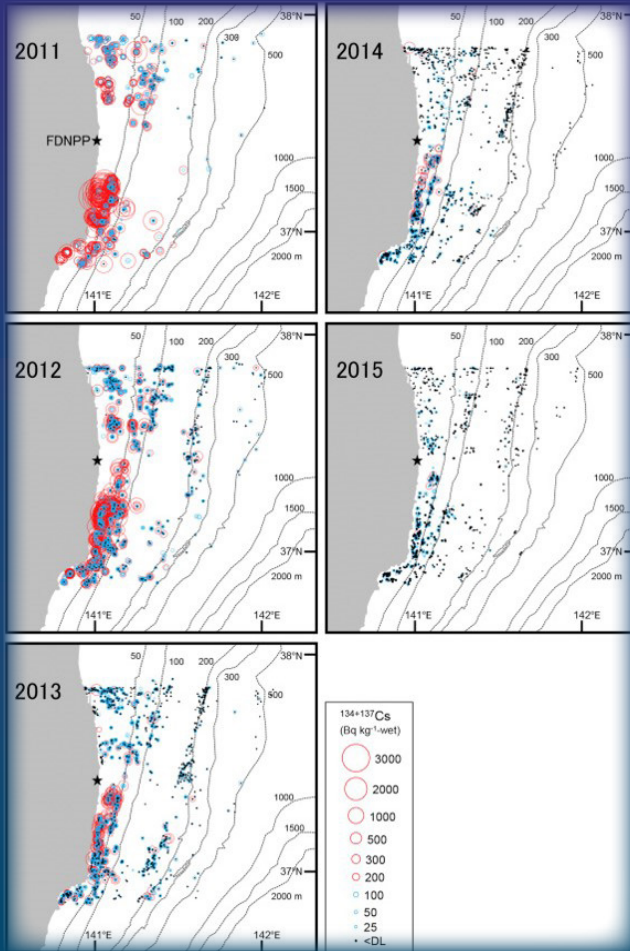 2011
FDNPP
50
100
200
300
500
1000
1500
2000 m
38°N
37°N
141°E
142°E
2014
50
100
200
300
500
1000
1500
2000 m
38°N
37°N
141°E
142°E
2012
50
100
200
300
500
1000
1500
2000 m
38°N
37°N
141°E
142°E
2015
50
100
200
300
500
1000
1500
2000 m
38°N
37°N
141°E
142°E
2013
50
100
200
300
500
1000
1500
2000 m
38°N
37°N
141°E
142°E
134+137Cs
(Bq kg⁻¹-wet)
3000
2000
1000
500
300
200
100
50
25
<DL